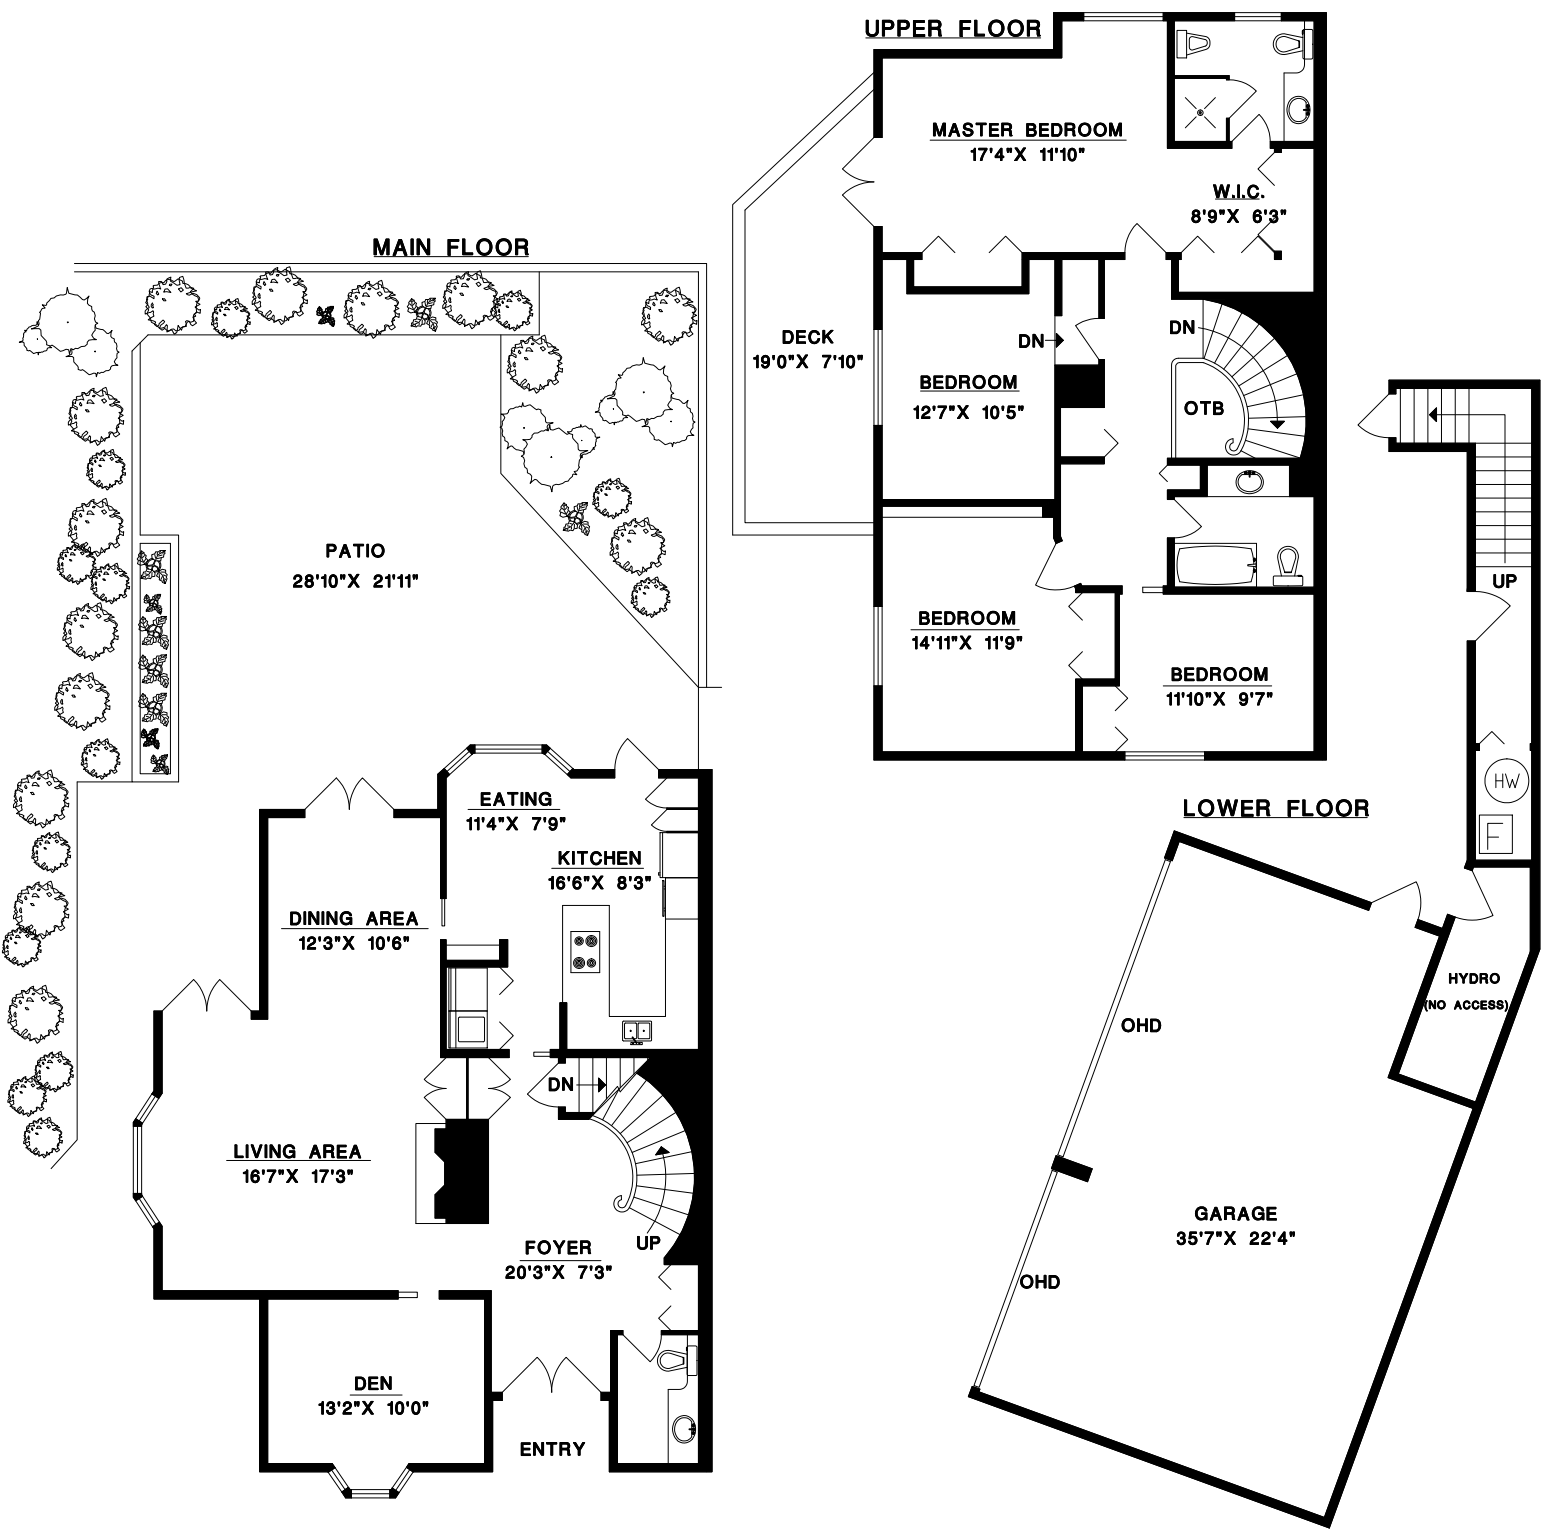 UPPER FLOOR
MASTER BEDROOM
17'4"X 11'10"
W.I.C.
8'9"X 6'3"
DECK
19'0"X 7'10"
DN
DN
BEDROOM
12'7"X 10'5"
OTB
BEDROOM
14'11"X 11'9"
BEDROOM
11'10"X 9'7"
MAIN FLOOR
PATIO
28'10"X 21'11"
EATING
11'4"X 7'9"
KITCHEN
16'6"X 8'3"
DINING AREA
12'3"X 10'6"
DN
LIVING AREA
16'7"X 17'3"
UP
FOYER
20'3"X 7'3"
DEN
13'2"X 10'0"
ENTRY
LOWER FLOOR
UP
HW
F
HYDRO
(NO ACCESS)
OHD
GARAGE
35'7"X 22'4"
OHD